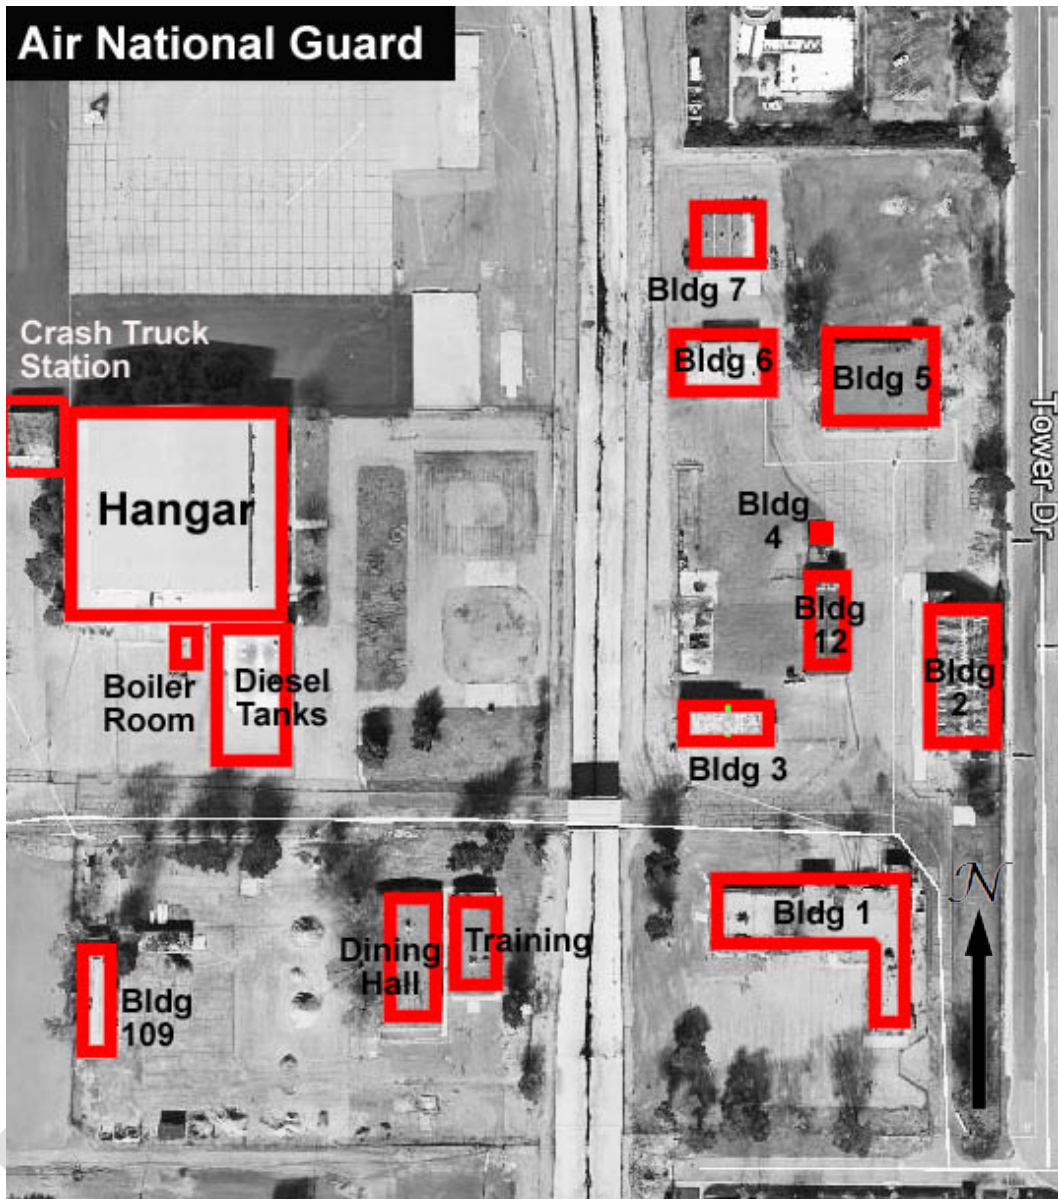 Air National Guard
Bldg 7
Crash Truck
Station
Bldg 6
Bldg 5
Tower Dr
Hangar
Bldg
4
Bldg
12
Boiler
Room
Diesel
Tanks
Bldg
2
Bldg 3
N
Bldg 1
Dining
Hall
Training
Bldg
109